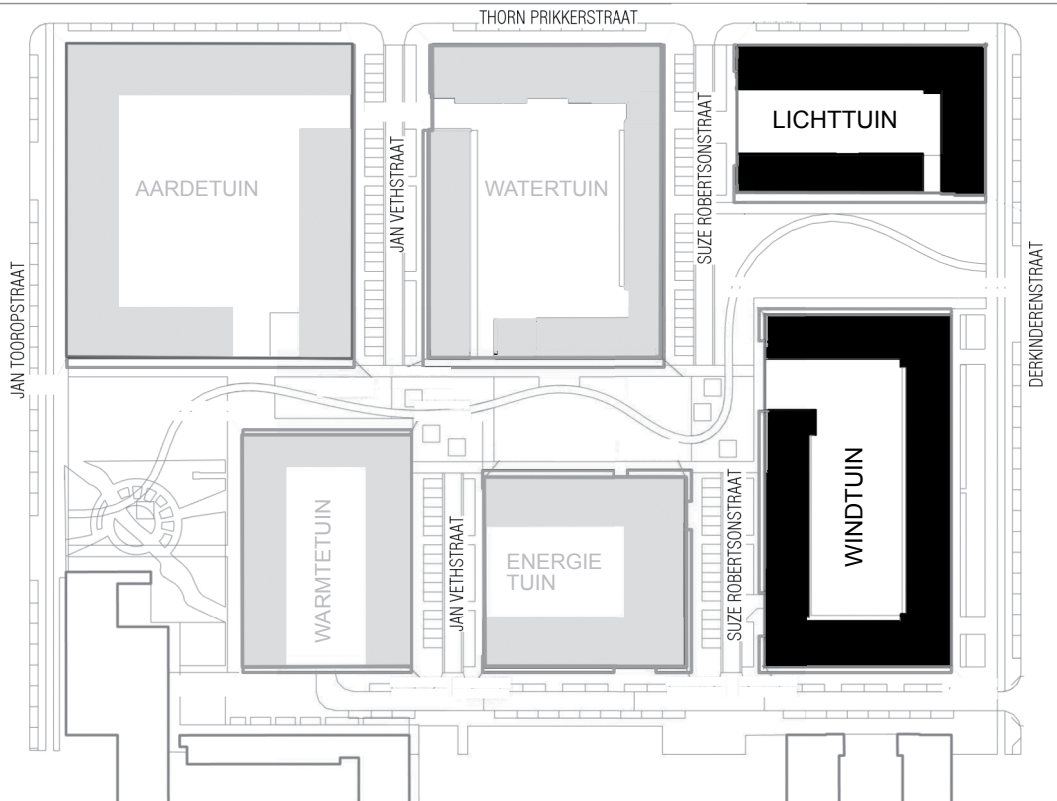 THORN PRIKKERSTRAAT
LICHTTUIN
AARDETUIN
WATERTUIN
JAN VETHSTRAAT
SUZE ROBERTSONSTRAAT
JAN TOOROPSTRAAT
DERKINDERENSTRAAT
WARMTETUIN
JAN VETHSTRAAT
ENERGIE
TUIN
SUZE ROBERTSONSTRAAT
WINDTUIN